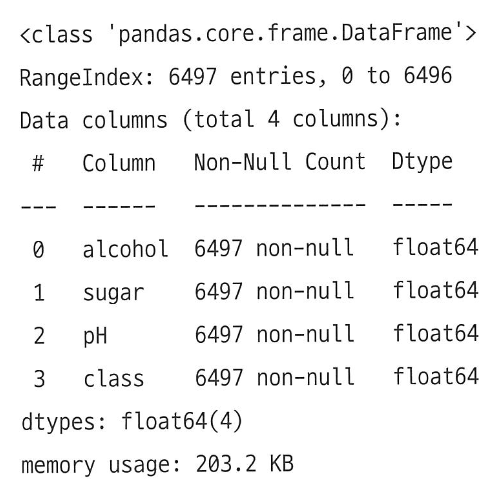 <class 'pandas.core.frame.DataFrame'>
RangeIndex: 6497 entries, 0 to 6496
Data columns (total 4 columns):
 #   Column   Non-Null Count  Dtype
---  ------   --------------  -----
 0   alcohol  6497 non-null   float64
 1   sugar    6497 non-null   float64
 2   pH       6497 non-null   float64
 3   class    6497 non-null   float64
dtypes: float64(4)
memory usage: 203.2 KB